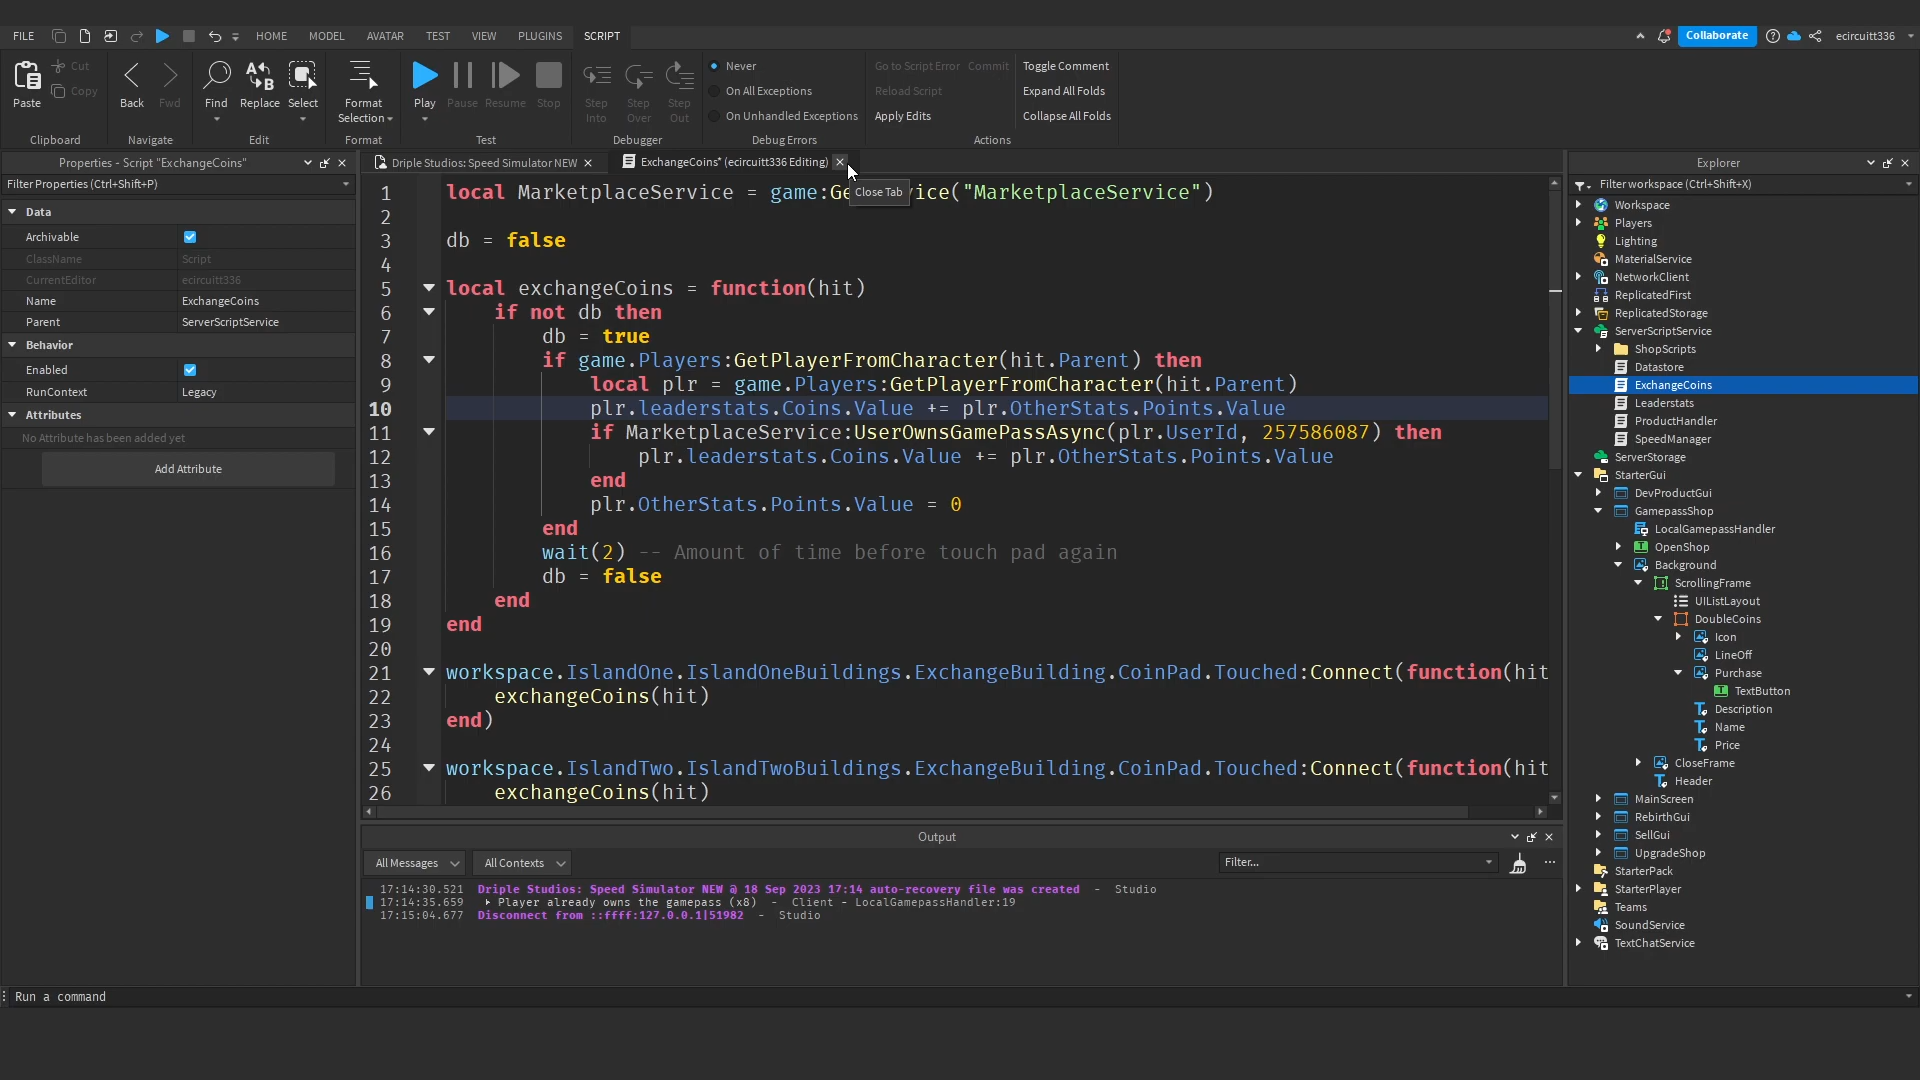 FILE HOME MODEL AVATAR TEST VIEW PLUGINS SCRIPT Collaborate ecircuitt336
Paste Cut Copy Clipboard
Back Fwd Navigate
Find Replace Select Edit
Format Selection Format
Play Pause Resume Stop Test
Step Into Step Over Step Out Debugger
Never
On All Exceptions
On Unhandled Exceptions
Debug Errors
Go to Script Error Commit Toggle Comment
Reload Script Expand All Folds
Apply Edits Collapse All Folds
Actions
Properties - Script "ExchangeCoins"
Filter Properties (Ctrl+Shift+P)
Data
Archivable
ClassName Script
CurrentEditor ecircuitt336
Name ExchangeCoins
Parent ServerScriptService
Behavior
Enabled
RunContext Legacy
Attributes
No Attribute has been added yet
Add Attribute
Driple Studios: Speed Simulator NEW
ExchangeCoins* (ecircuitt336 Editing)
Close Tab
1 local MarketplaceService = game:Ge vice("MarketplaceService")
2
3 db = false
4
5 local exchangeCoins = function(hit)
6 if not db then
7 db = true
8 if game.Players:GetPlayerFromCharacter(hit.Parent) then
9 local plr = game.Players:GetPlayerFromCharacter(hit.Parent)
10 plr.leaderstats.Coins.Value += plr.OtherStats.Points.Value
11 if MarketplaceService:UserOwnsGamePassAsync(plr.UserId, 257586087) then
12 plr.leaderstats.Coins.Value += plr.OtherStats.Points.Value
13 end
14 plr.OtherStats.Points.Value = 0
15 end
16 wait(2) -- Amount of time before touch pad again
17 db = false
18 end
19 end
20
21 workspace.IslandOne.IslandOneBuildings.ExchangeBuilding.CoinPad.Touched:Connect(function(hit
22 exchangeCoins(hit)
23 end)
24
25 workspace.IslandTwo.IslandTwoBuildings.ExchangeBuilding.CoinPad.Touched:Connect(function(hit
26 exchangeCoins(hit)
Output
All Messages All Contexts Filter... ...
17:14:30.521 Driple Studios: Speed Simulator NEW @ 18 Sep 2023 17:14 auto-recovery file was created - Studio
17:14:35.659 Player already owns the gamepass (x8) - Client - LocalGamepassHandler:19
17:15:04.677 Disconnect from ::ffff:127.0.0.1|51982 - Studio
Run a command
Explorer
Filter workspace (Ctrl+Shift+X)
Workspace
Players
Lighting
MaterialService
NetworkClient
ReplicatedFirst
ReplicatedStorage
ServerScriptService
ShopScripts
Datastore
ExchangeCoins
Leaderstats
ProductHandler
SpeedManager
ServerStorage
StarterGui
DevProductGui
GamepassShop
LocalGamepassHandler
OpenShop
Background
ScrollingFrame
UIListLayout
DoubleCoins
Icon
LineOff
Purchase
TextButton
Description
Name
Price
CloseFrame
Header
MainScreen
RebirthGui
SellGui
UpgradeShop
StarterPack
StarterPlayer
Teams
SoundService
TextChatService